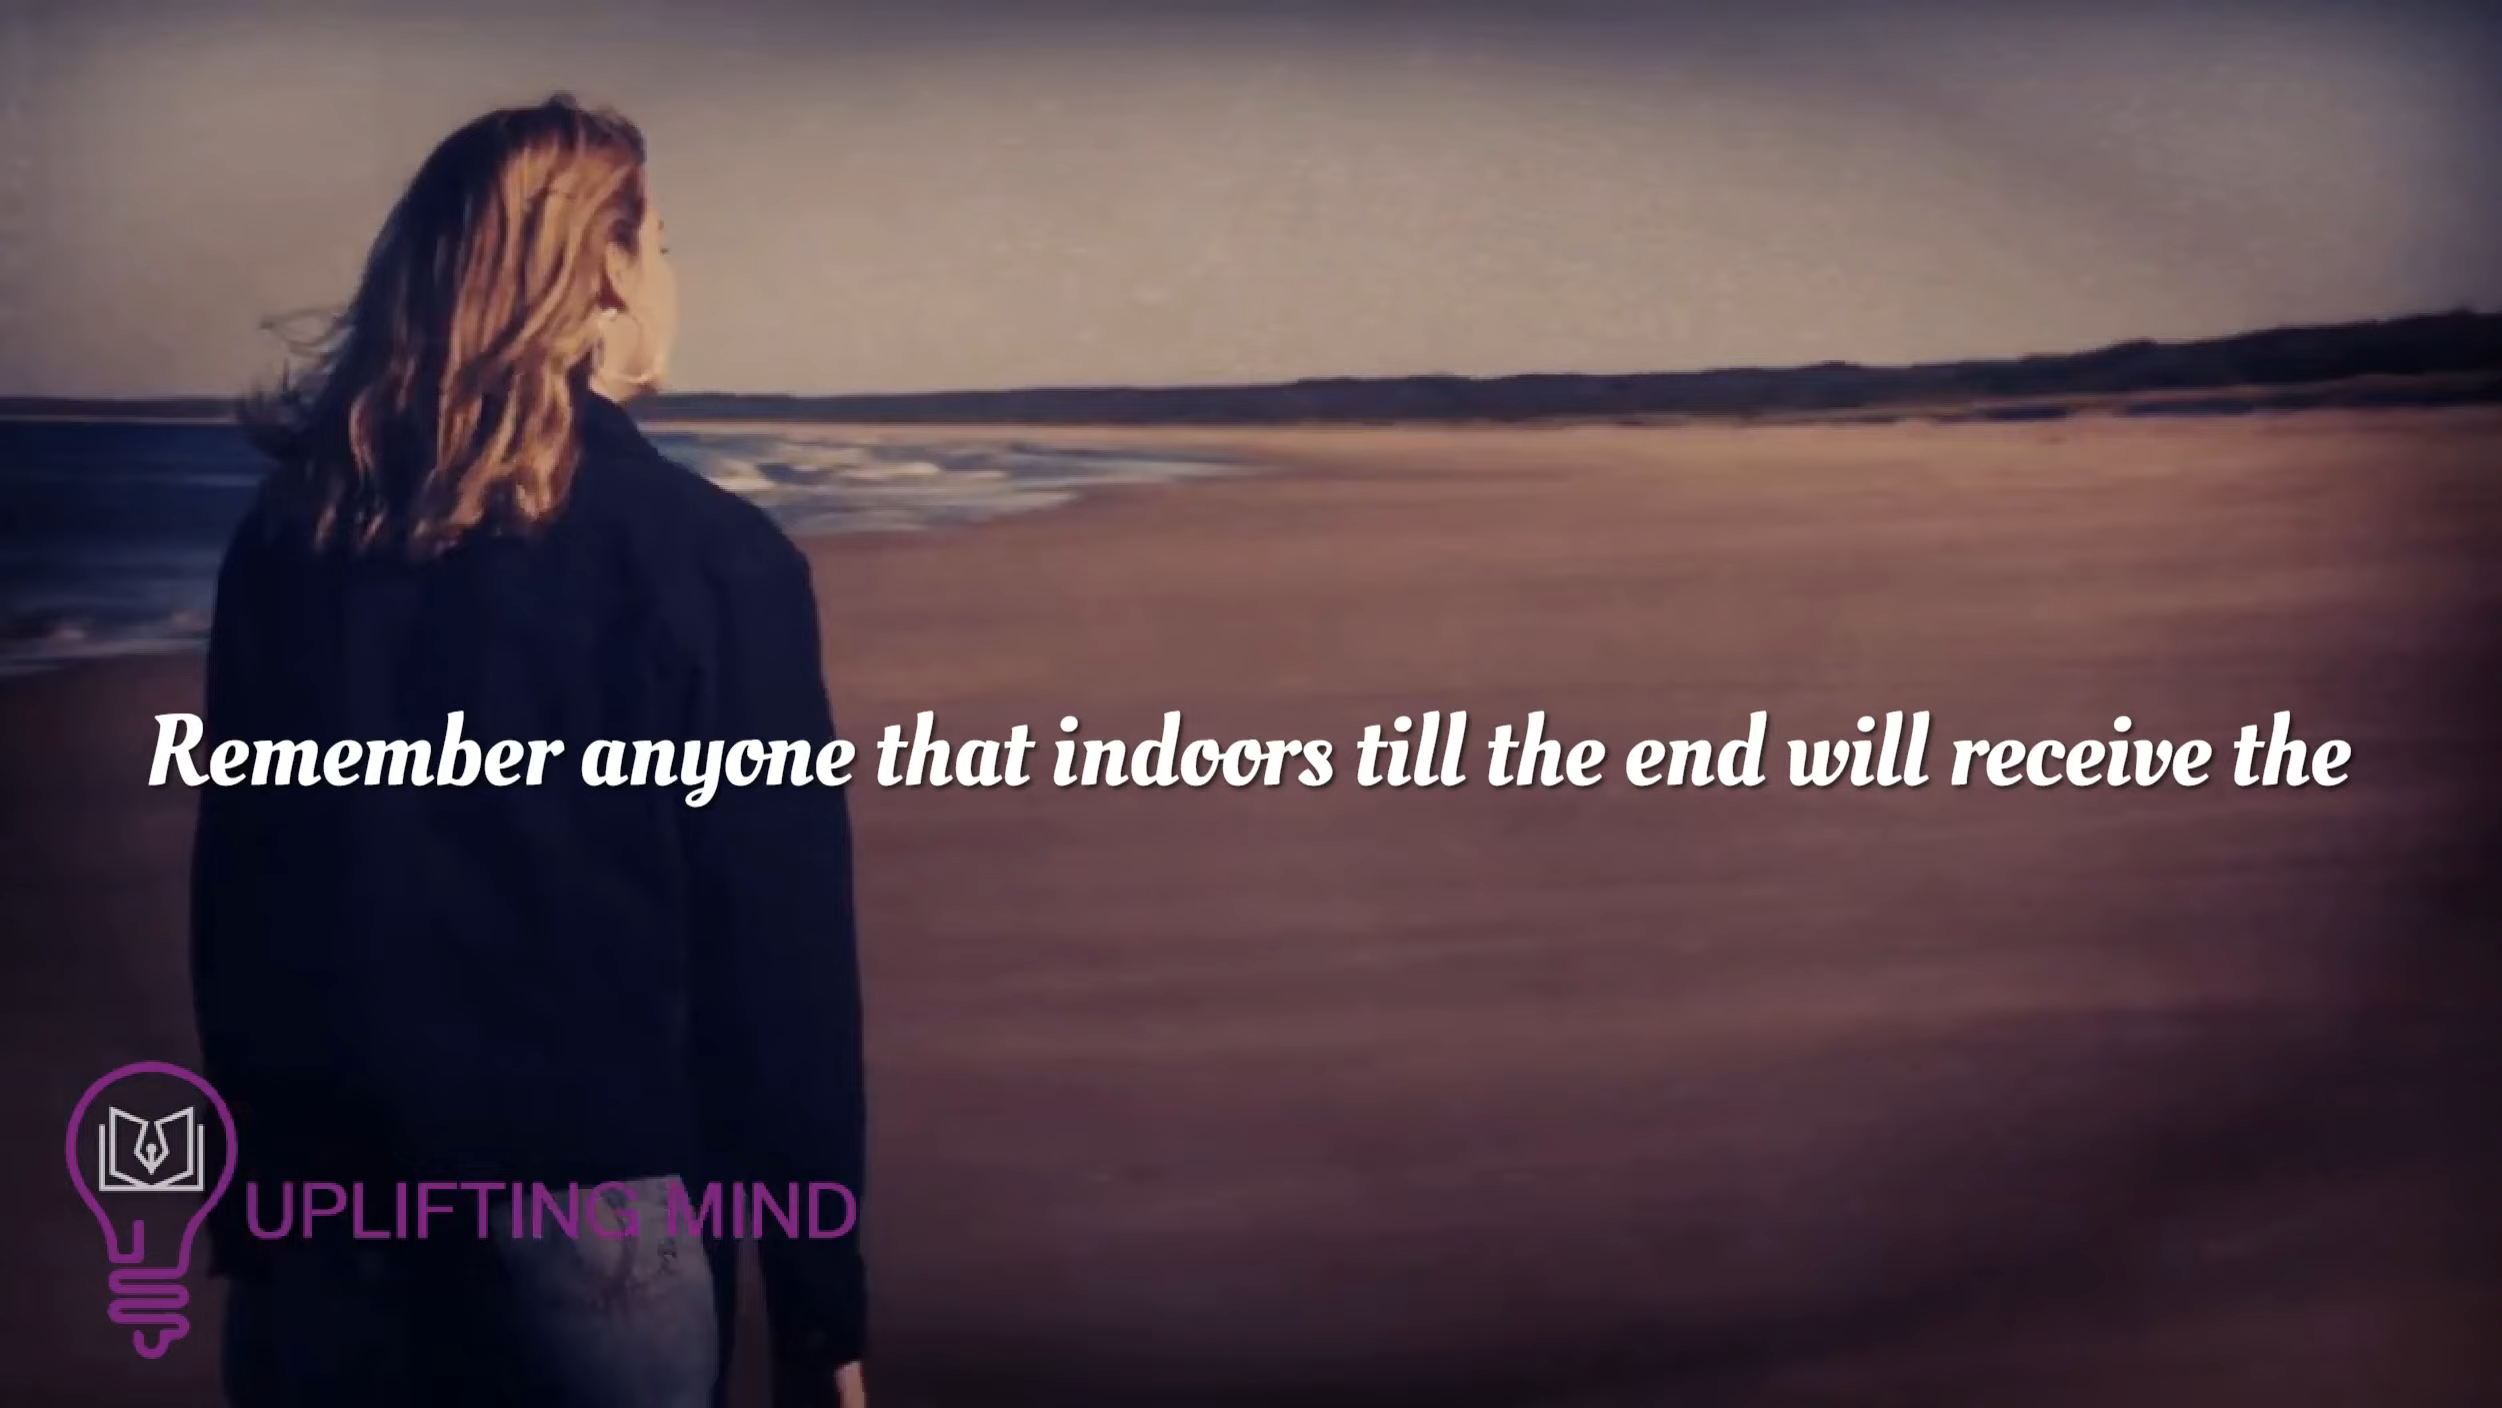 Remember anyone that indoors till the end will receive the
UPLIFTING MIND